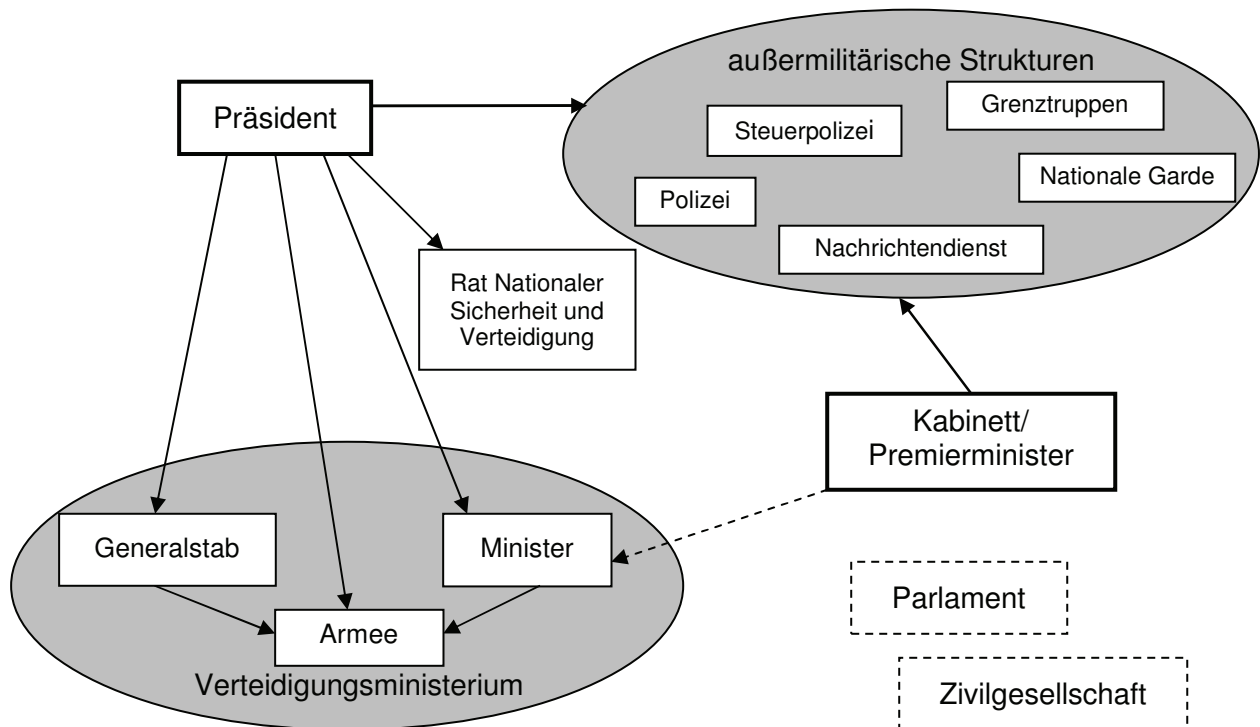 außermilitärische Strukturen
Präsident
Grenztruppen
Steuerpolizei
Nationale Garde
Polizei
Nachrichtendienst
Rat Nationaler
Sicherheit und
Verteidigung
Kabinett/
Premierminister
Generalstab
Minister
Armee
Verteidigungsministerium
Parlament
Zivilgesellschaft